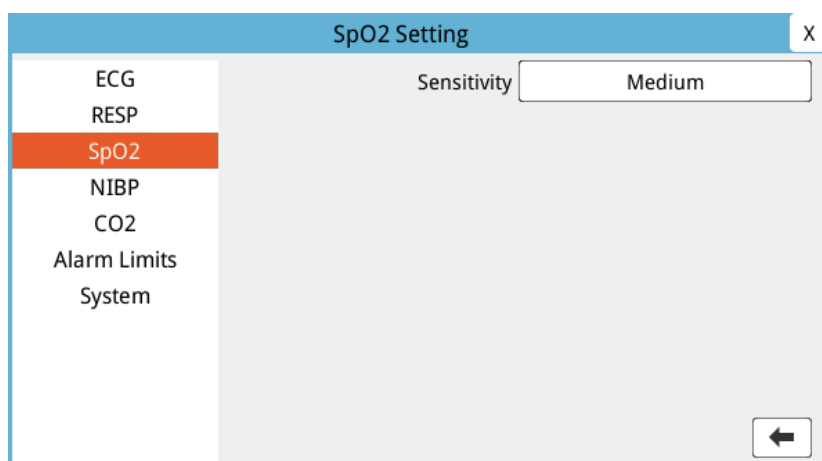 SpO2 Setting
X
ECG
RESP
SpO2
NIBP
CO2
Alarm Limits
System
Sensitivity
Medium